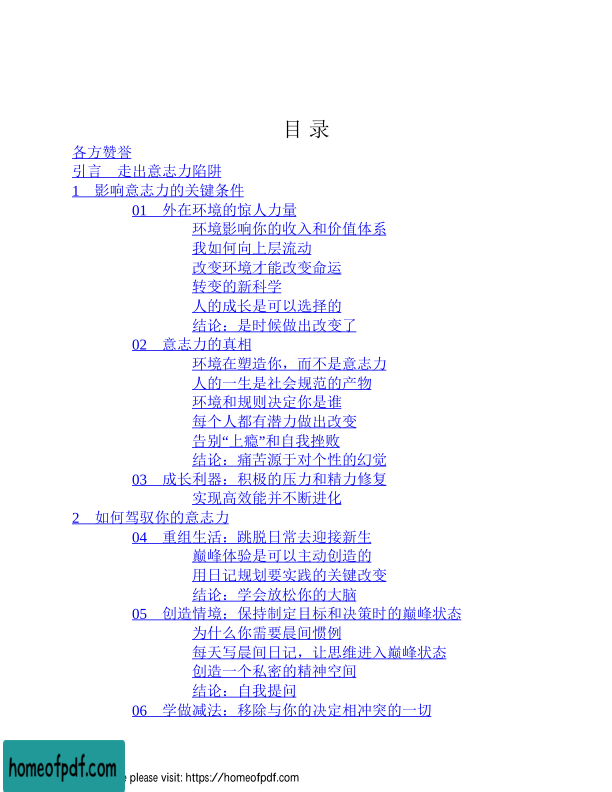 目 录
各方赞誉
引言　走出意志力陷阱
1　影响意志力的关键条件
01　外在环境的惊人力量
环境影响你的收入和价值体系
我如何向上层流动
改变环境才能改变命运
转变的新科学
人的成长是可以选择的
结论：是时候做出改变了
02　意志力的真相
环境在塑造你，而不是意志力
人的一生是社会规范的产物
环境和规则决定你是谁
每个人都有潜力做出改变
告别“上瘾”和自我挫败
结论：痛苦源于对个性的幻觉
03　成长利器：积极的压力和精力修复
实现高效能并不断进化
2　如何驾驭你的意志力
04　重组生活：跳脱日常去迎接新生
巅峰体验是可以主动创造的
用日记规划要实践的关键改变
结论：学会放松你的大脑
05　创造情境：保持制定目标和决策时的巅峰状态
为什么你需要晨间惯例
每天写晨间日记，让思维进入巅峰状态
创造一个私密的精神空间
结论：自我提问
06　学做减法：移除与你的决定相冲突的一切
homeofpdf.com
e please visit: https://homeofpdf.com